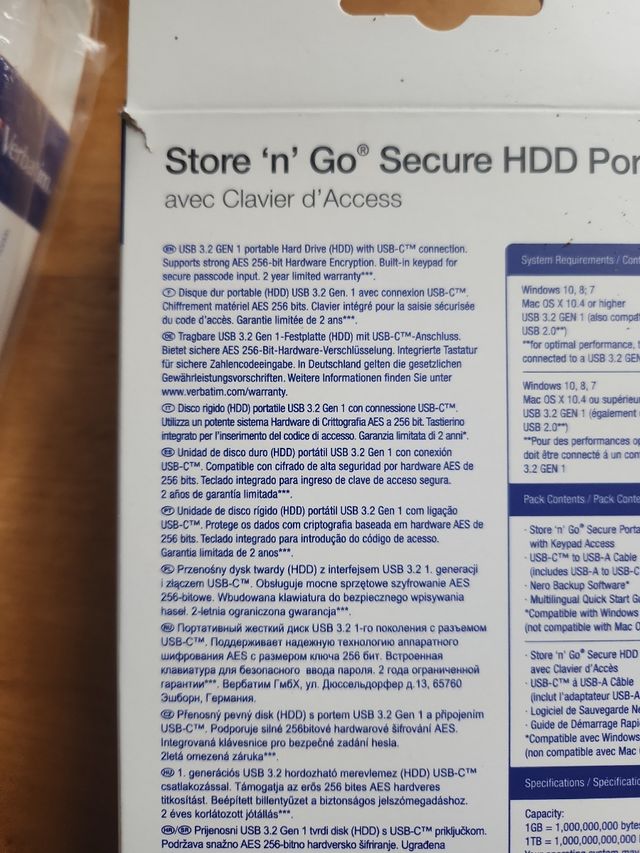 Verbatim.
Store 'n' Go® Secure HDD Por
avec Clavier d'Access
EN USB 3.2 GEN 1 portable Hard Drive (HDD) with USB-C™ connection.
Supports strong AES 256-bit Hardware Encryption. Built-in keypad for
secure passcode input. 2 year limited warranty***.
F Disque dur portable (HDD) USB 3.2 Gen. 1 avec connexion USB-C™.
Chiffrement matériel AES 256 bits. Clavier intégré pour la saisie sécurisée
du code d'accès. Garantie limitée de 2 ans***.
DE Tragbare USB 3.2 Gen 1-Festplatte (HDD) mit USB-C™-Anschluss.
Bietet sichere AES 256-Bit-Hardware-Verschlüsselung. Integrierte Tastatur
für sichere Zahlencodeeingabe. In Deutschland gelten die gesetzlichen
Gewährleistungsvorschriften. Weitere Informationen finden Sie unter
www.verbatim.com/warranty.
IT Disco rigido (HDD) portatile USB 3.2 Gen 1 con connessione USB-C™.
Utilizza un potente sistema Hardware di Crittografia AES a 256 bit. Tastierino
integrato per l'inserimento del codice di accesso. Garanzia limitata di 2 anni*.
ES Unidad de disco duro (HDD) portátil USB 3.2 Gen 1 con conexión
USB-C™. Compatible con cifrado de alta seguridad por hardware AES de
256 bits. Teclado integrado para ingreso de clave de acceso segura.
2 años de garantía limitada***.
PT Unidade de disco rígido (HDD) portátil USB 3.2 Gen 1 com ligação
USB-C™. Protege os dados com criptografia baseada em hardware AES de
256 bits. Teclado integrado para introdução do código de acesso.
Garantia limitada de 2 anos***.
PL Przenośny dysk twardy (HDD) z interfejsem USB 3.2 1. generacji
i złączem USB-C™. Obsługuje mocne sprzętowe szyfrowanie AES
256-bitowe. Wbudowana klawiatura do bezpiecznego wpisywania
haseł. 2-letnia ograniczona gwarancja***.
RU Портативный жесткий диск USB 3.2 1-го поколения с разъемом
USB-C™. Поддерживает надежную технологию аппаратного
шифрования AES с размером ключа 256 бит. Встроенная
клавиатура для безопасного ввода пароля. 2 года ограниченной
гарантии***. Вербатим ГмбХ, ул. Дюссельдорфер д.13, 65760
Эшборн, Германия.
CZ Přenosný pevný disk (HDD) s portem USB 3.2 Gen 1 a připojením
USB-C™. Podporuje silné 256bitové hardwarové šifrování AES.
Integrovaná klávesnice pro bezpečné zadání hesla.
2letá omezená záruka***.
HU 1. generációs USB 3.2 hordozható merevlemez (HDD) USB-C™
csatlakozással. Támogatja az erős 256 bites AES hardveres
titkosítást. Beépített billentyűzet a biztonságos jelszómegadáshoz.
2 éves korlátozott jótállás***.
HR/BS Prijenosni USB 3.2 Gen 1 tvrdi disk (HDD) s USB-C™ priključkom.
Podržava snažno AES 256-bitno hardversko šifriranje. Ugrađena
System Requirements / Conf
Windows 10, 8; 7
Mac OS X 10.4 or higher
USB 3.2 GEN 1 (also compat
USB 2.0**)
**for optimal performance, t
connected to a USB 3.2 GEN
Windows 10, 8, 7
Mac OS X 10.4 ou supérieur
USB 3.2 GEN 1 (également
USB 2.0**)
**Pour des performances op
doit être connecté à un com
3.2 GEN 1
Pack Contents / Pack Conte
· Store 'n' Go® Secure Porta
with Keypad Access
· USB-C™ to USB-A Cable
(includes USB-A to USB-C
· Nero Backup Software*
· Multilingual Quick Start Gu
*Compatible with Windows
(not compatible with Mac O
· Store 'n' Go® Secure HDD
avec Clavier d'Accès
· USB-C™ à USB-A Câble
(inclut l'adaptateur USB-A
· Logiciel de Sauvegarde Ne
· Guide de Démarrage Rapi
*Compatible avec Windows
(non compatible avec Mac
Specifications / Spécificatio
Capacity:
1GB = 1,000,000,000 bytes
1TB = 1,000,000,000,000